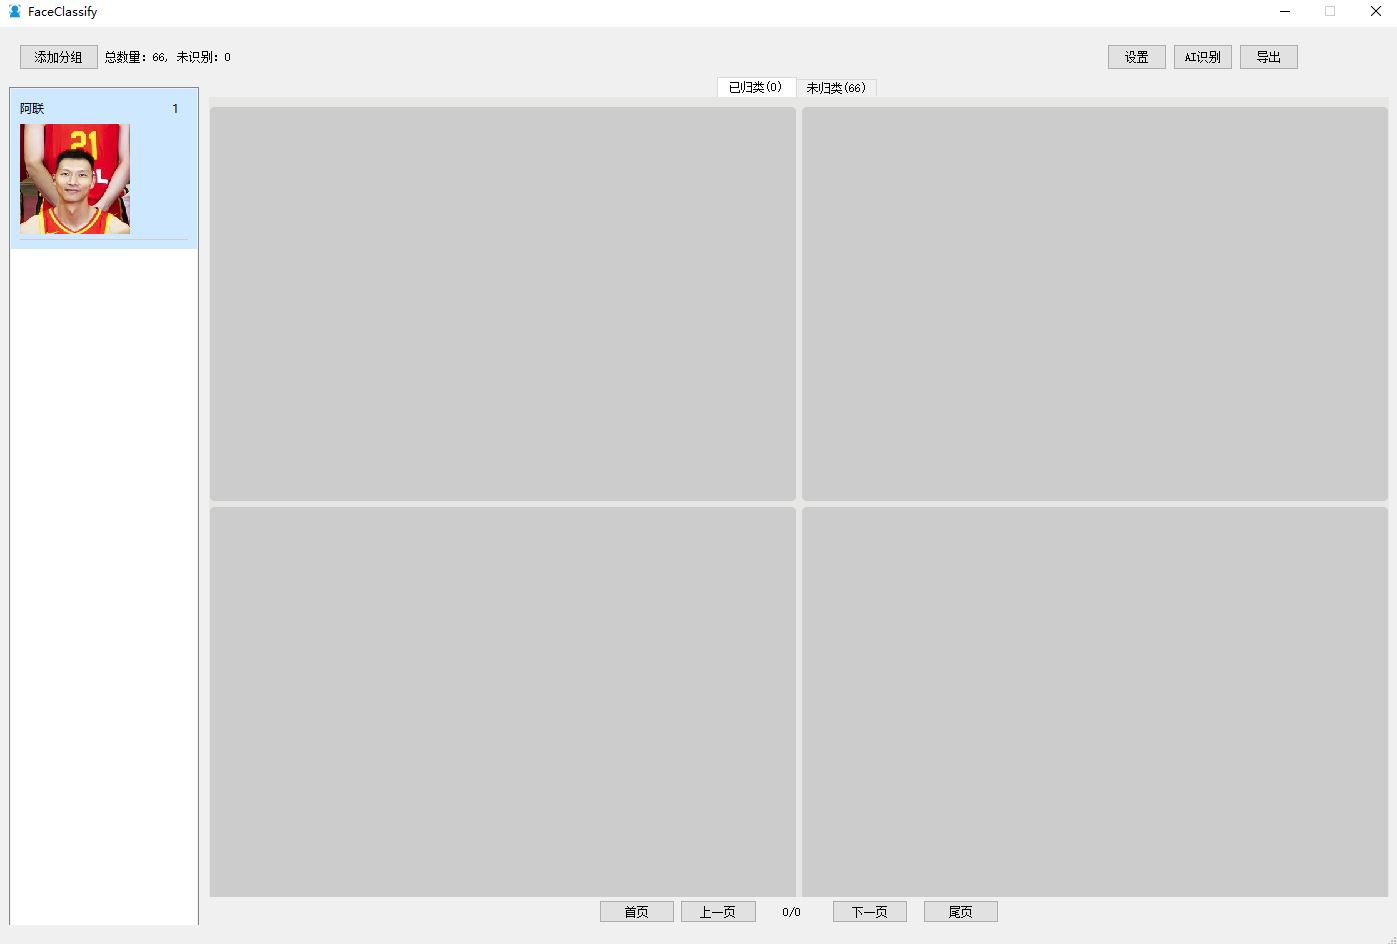 FaceClassify
添加分组 总数量：66, 未识别：0 设置 AI识别 导出
已归类(0) 未归类(66)
阿联 1
21
首页 上一页 0/0 下一页 尾页